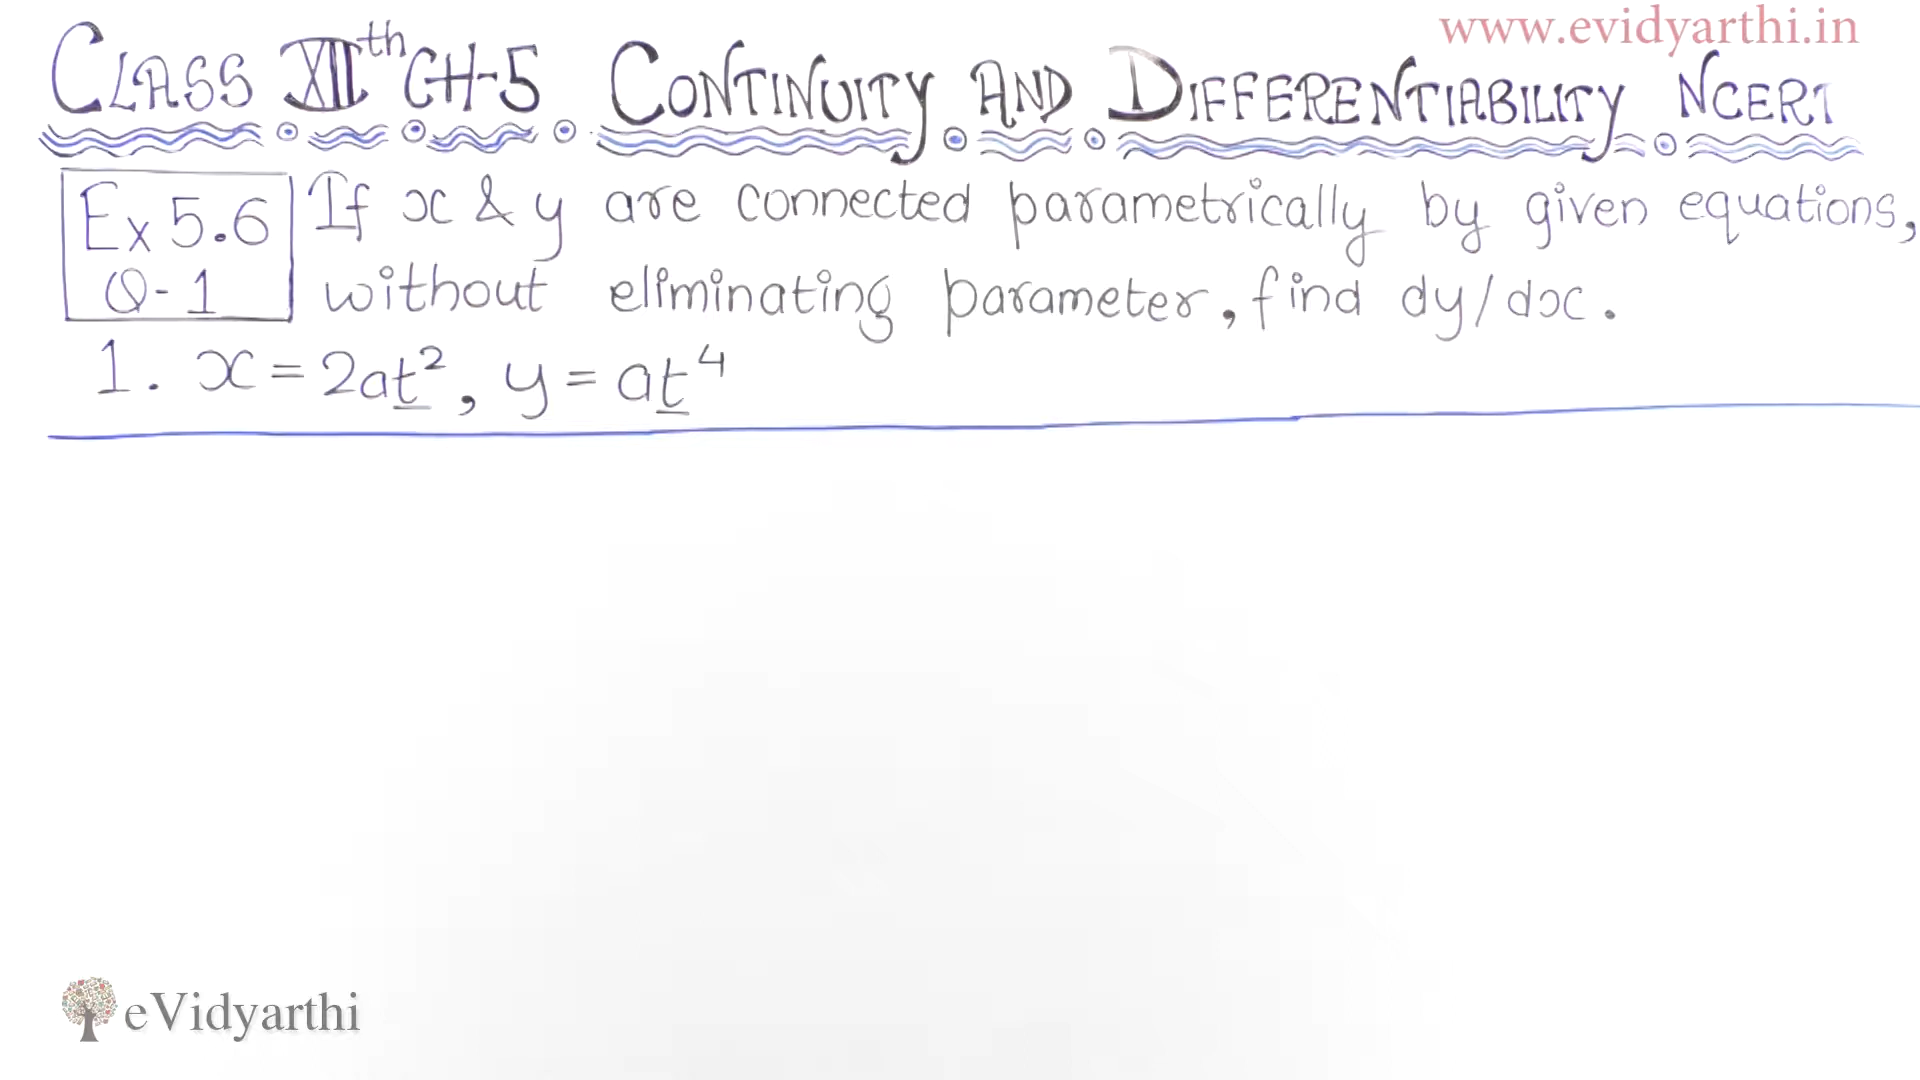 www.evidyarthi.in
CLASS XIIth CH-5 CONTINUITY AND DIFFERENTIABILITY NCERT
Ex 5.6 If x & y are connected parametrically by given equations,
Q-1 without eliminating parameter, find dy/dx.
1. x = 2at², y = at⁴
eVidyarthi